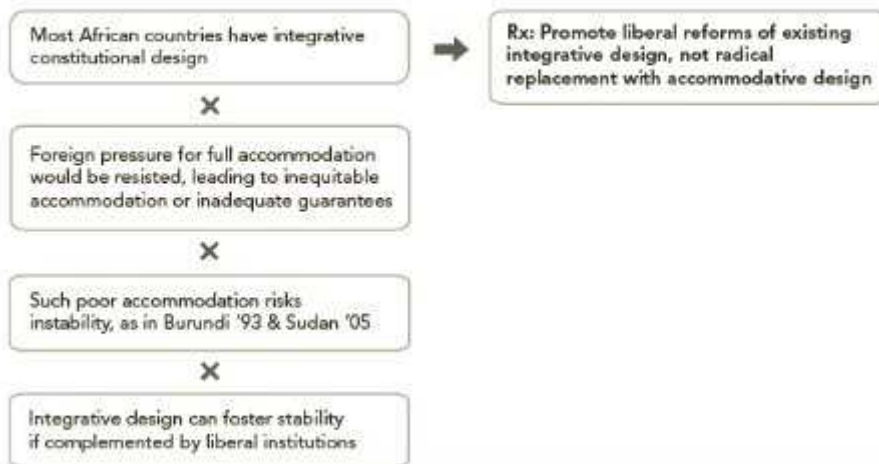 Most African countries have integrative
constitutional design
Rx: Promote liberal reforms of existing
integrative design, not radical
replacement with accommodative design
×
Foreign pressure for full accommodation
would be resisted, leading to inequitable
accommodation or inadequate guarantees
×
Such poor accommodation risks
instability, as in Burundi '93 & Sudan '05
×
Integrative design can foster stability
if complemented by liberal institutions